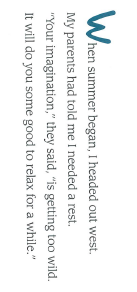 When summer began, I headed out west.
My parents had told me I needed a rest.
"Your imagination," they said, "is getting too wild.
It will do you some good to relax for a while."